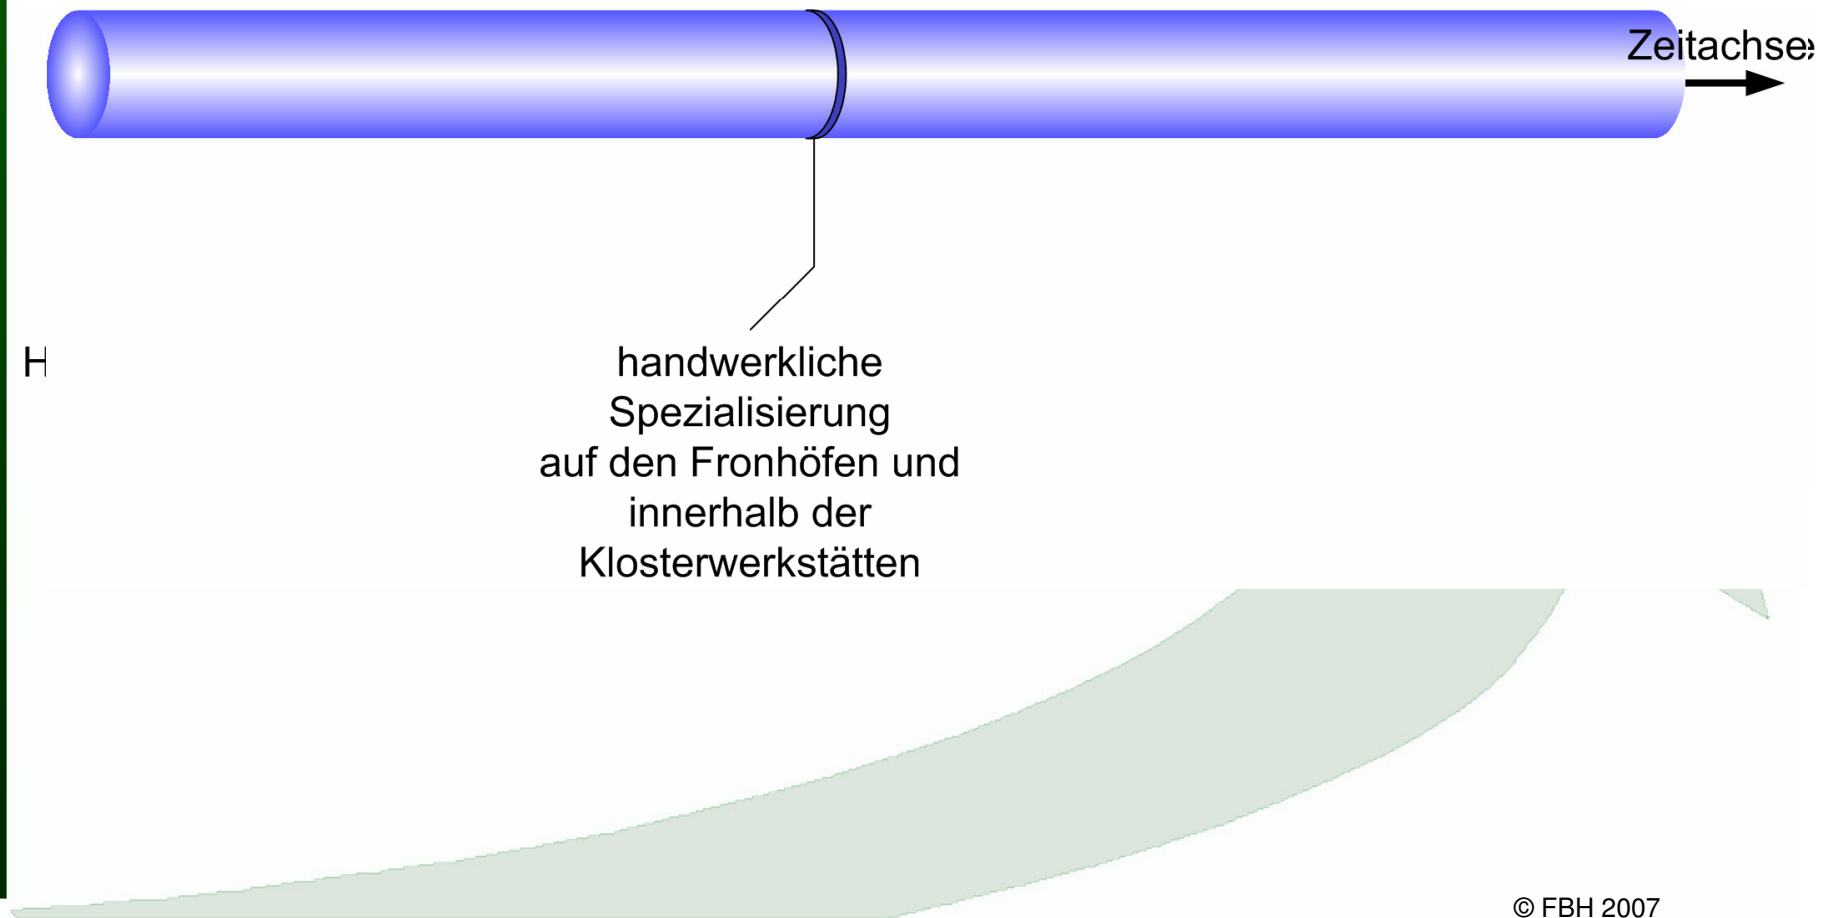 Zeitachse
H
handwerkliche
Spezialisierung
auf den Fronhöfen und
innerhalb der
Klosterwerkstätten
© FBH 2007